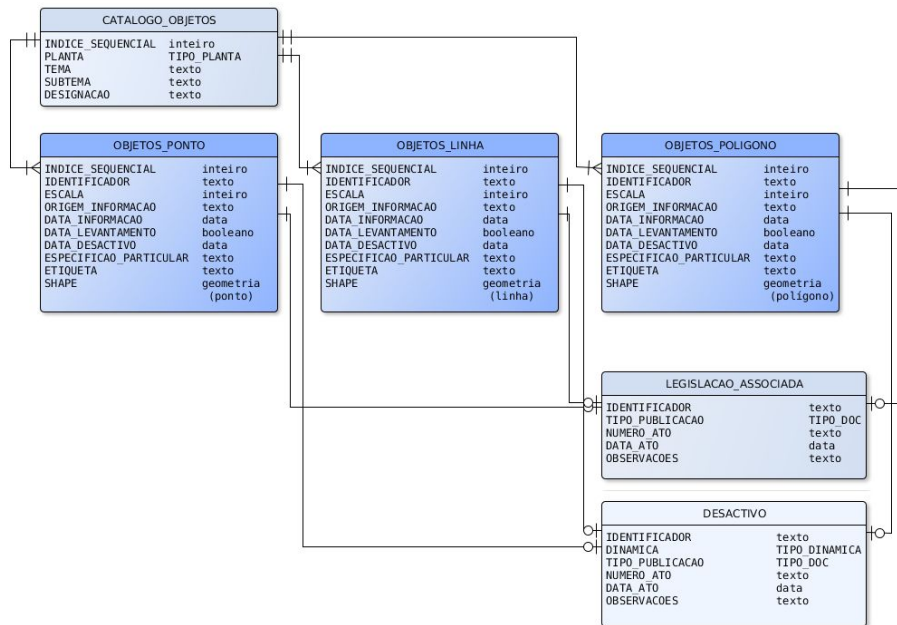 CATALOGO_OBJETOS
INDICE_SEQUENCIAL inteiro
PLANTA TIPO_PLANTA
TEMA texto
SUBTEMA texto
DESIGNACAO texto
OBJETOS_PONTO
INDICE_SEQUENCIAL inteiro
IDENTIFICADOR texto
ESCALA inteiro
ORIGEM_INFORMACAO texto
DATA_INFORMACAO data
DATA_LEVANTAMENTO booleano
DATA_DESACTIVO data
ESPECIFICAO_PARTICULAR texto
ETIQUETA texto
SHAPE geometria
(ponto)
OBJETOS_LINHA
INDICE_SEQUENCIAL inteiro
IDENTIFICADOR texto
ESCALA inteiro
ORIGEM_INFORMACAO texto
DATA_INFORMACAO data
DATA_LEVANTAMENTO booleano
DATA_DESACTIVO data
ESPECIFICAO_PARTICULAR texto
ETIQUETA texto
SHAPE geometria
(linha)
OBJETOS_POLIGONO
INDICE_SEQUENCIAL inteiro
IDENTIFICADOR texto
ESCALA inteiro
ORIGEM_INFORMACAO texto
DATA_INFORMACAO data
DATA_LEVANTAMENTO booleano
DATA_DESACTIVO data
ESPECIFICAO_PARTICULAR texto
ETIQUETA texto
SHAPE geometria
(polígono)
LEGISLACAO_ASSOCIADA
IDENTIFICADOR texto
TIPO_PUBLICACAO TIPO_DOC
NUMERO_ATO texto
DATA_ATO data
OBSERVACOES texto
DESACTIVO
IDENTIFICADOR texto
DINAMICA TIPO_DINAMICA
TIPO_PUBLICACAO TIPO_DOC
NUMERO_ATO texto
DATA_ATO data
OBSERVACOES texto